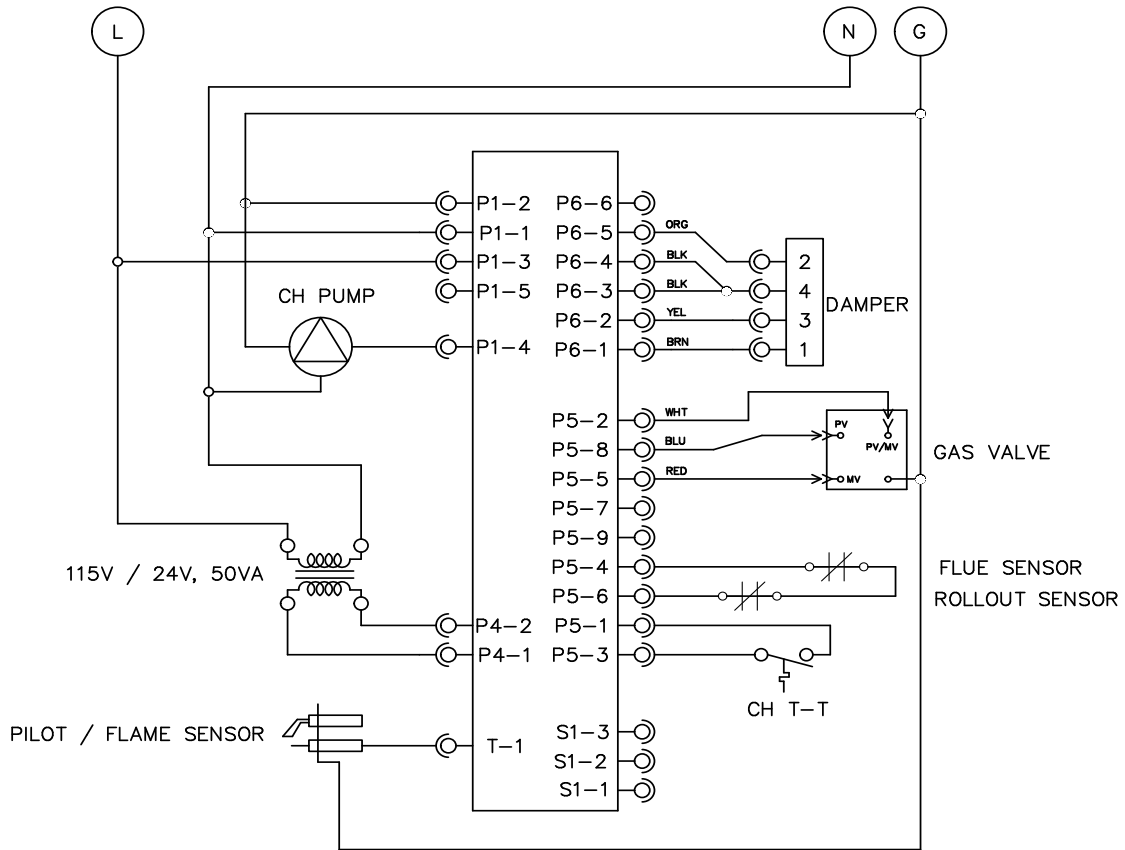 L
N
G
P1-2
P6-6
P1-1
P6-5
ORG
P1-3
P6-4
BLK
2
P1-5
P6-3
BLK
4
CH PUMP
DAMPER
P6-2
YEL
3
P1-4
P6-1
BRN
1
P5-2
WHT
PV
P5-8
BLU
PV/MV
GAS VALVE
P5-5
RED
MV
P5-7
P5-9
115V / 24V, 50VA
P5-4
FLUE SENSOR
P5-6
ROLLOUT SENSOR
P4-2
P5-1
P4-1
P5-3
CH T-T
PILOT / FLAME SENSOR
T-1
S1-3
S1-2
S1-1